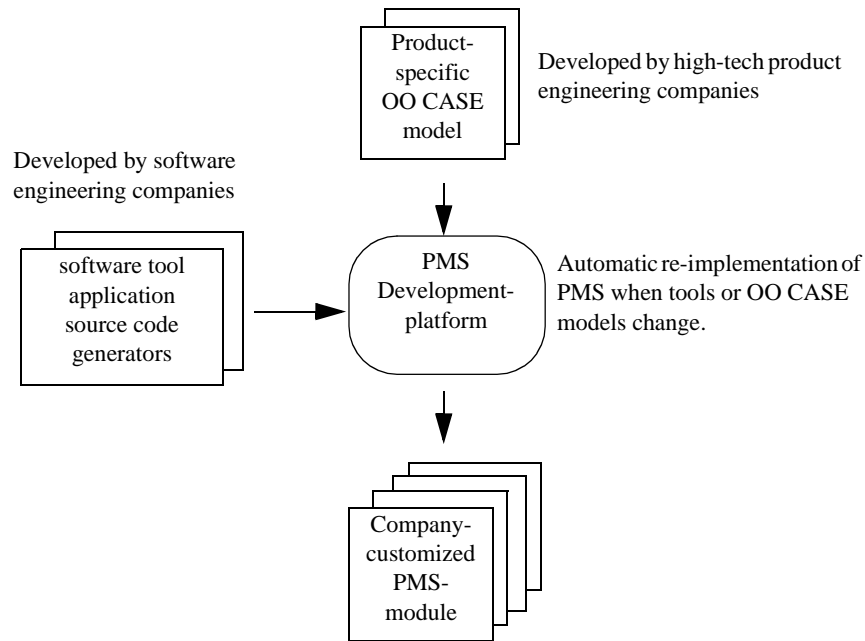 Product-
specific
OO CASE
model
Developed by high-tech product
engineering companies
Developed by software
engineering companies
software tool
application
source code
generators
PMS
Development-
platform
Automatic re-implementation of
PMS when tools or OO CASE
models change.
Company-
customized
PMS-
module